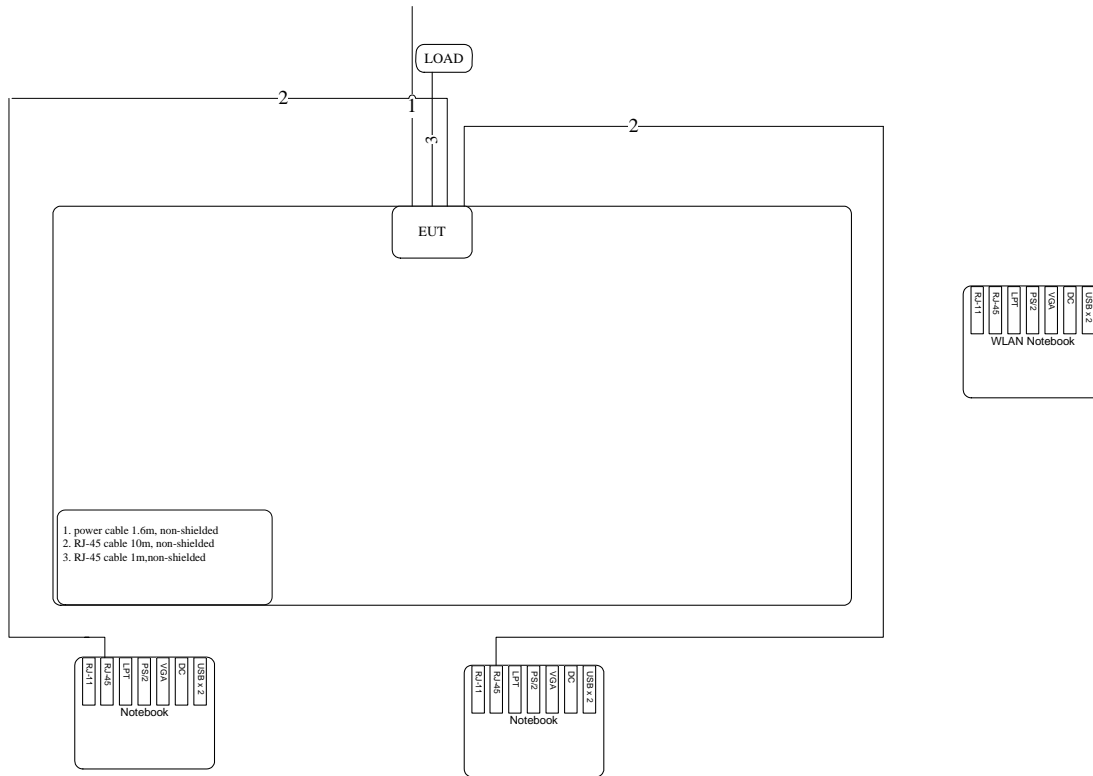 LOAD
2
1
2
3
EUT
RJ-11
RJ-45
LPT
PS/2
VGA
DC
USB x 2
WLAN Notebook
1. power cable 1.6m, non-shielded
2. RJ-45 cable 10m, non-shielded
3. RJ-45 cable 1m,non-shielded
RJ-11
RJ-45
LPT
PS/2
VGA
DC
USB x 2
Notebook
RJ-11
RJ-45
LPT
PS/2
VGA
DC
USB x 2
Notebook